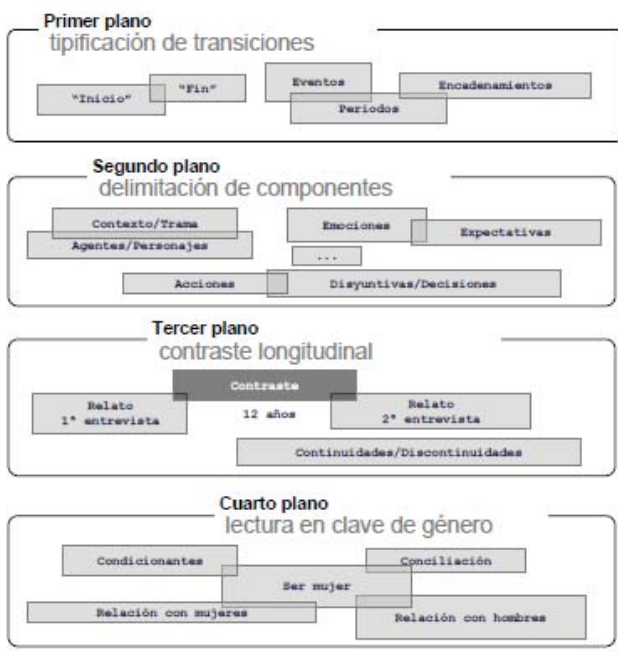 Primer plano
tipificación de transiciones
"Inicio"
"Fin"
Eventos
Encadenamientos
Periodos
Segundo plano
delimitación de componentes
Contexto/Trama
Emociones
Expectativas
Agentes/Personajes
...
Acciones
Disyuntivas/Decisiones
Tercer plano
contraste longitudinal
Contraste
Relato
1ª entrevista
12 años
Relato
2ª entrevista
Continuidades/Discontinuidades
Cuarto plano
lectura en clave de género
Condicionantes
Conciliación
Ser mujer
Relación con mujeres
Relación con hombres